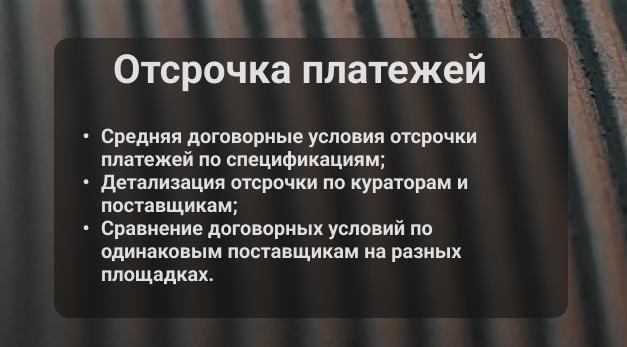 Отсрочка платежей
• Средняя договорные условия отсрочки
платежей по спецификациям;
• Детализация отсрочки по кураторам и
поставщикам;
• Сравнение договорных условий по
одинаковым поставщикам на разных
площадках.